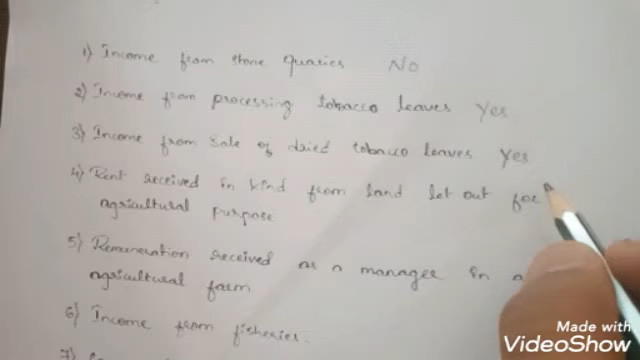 1) Income from stone quaries No
2) Income from processing tobacco leaves Yes
3) Income from sale of dried tobacco leaves Yes
4) Rent received in kind from land let out for
agricultural purpose
5) Remuneration received as a manager in
agricultural farm
6) Income from fisheries.
7)
Made with
VideoShow